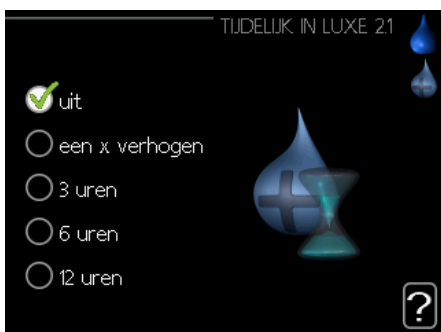 TIJDELIJK IN LUXE 2.1
uit
een x verhogen
3 uren
6 uren
12 uren
?